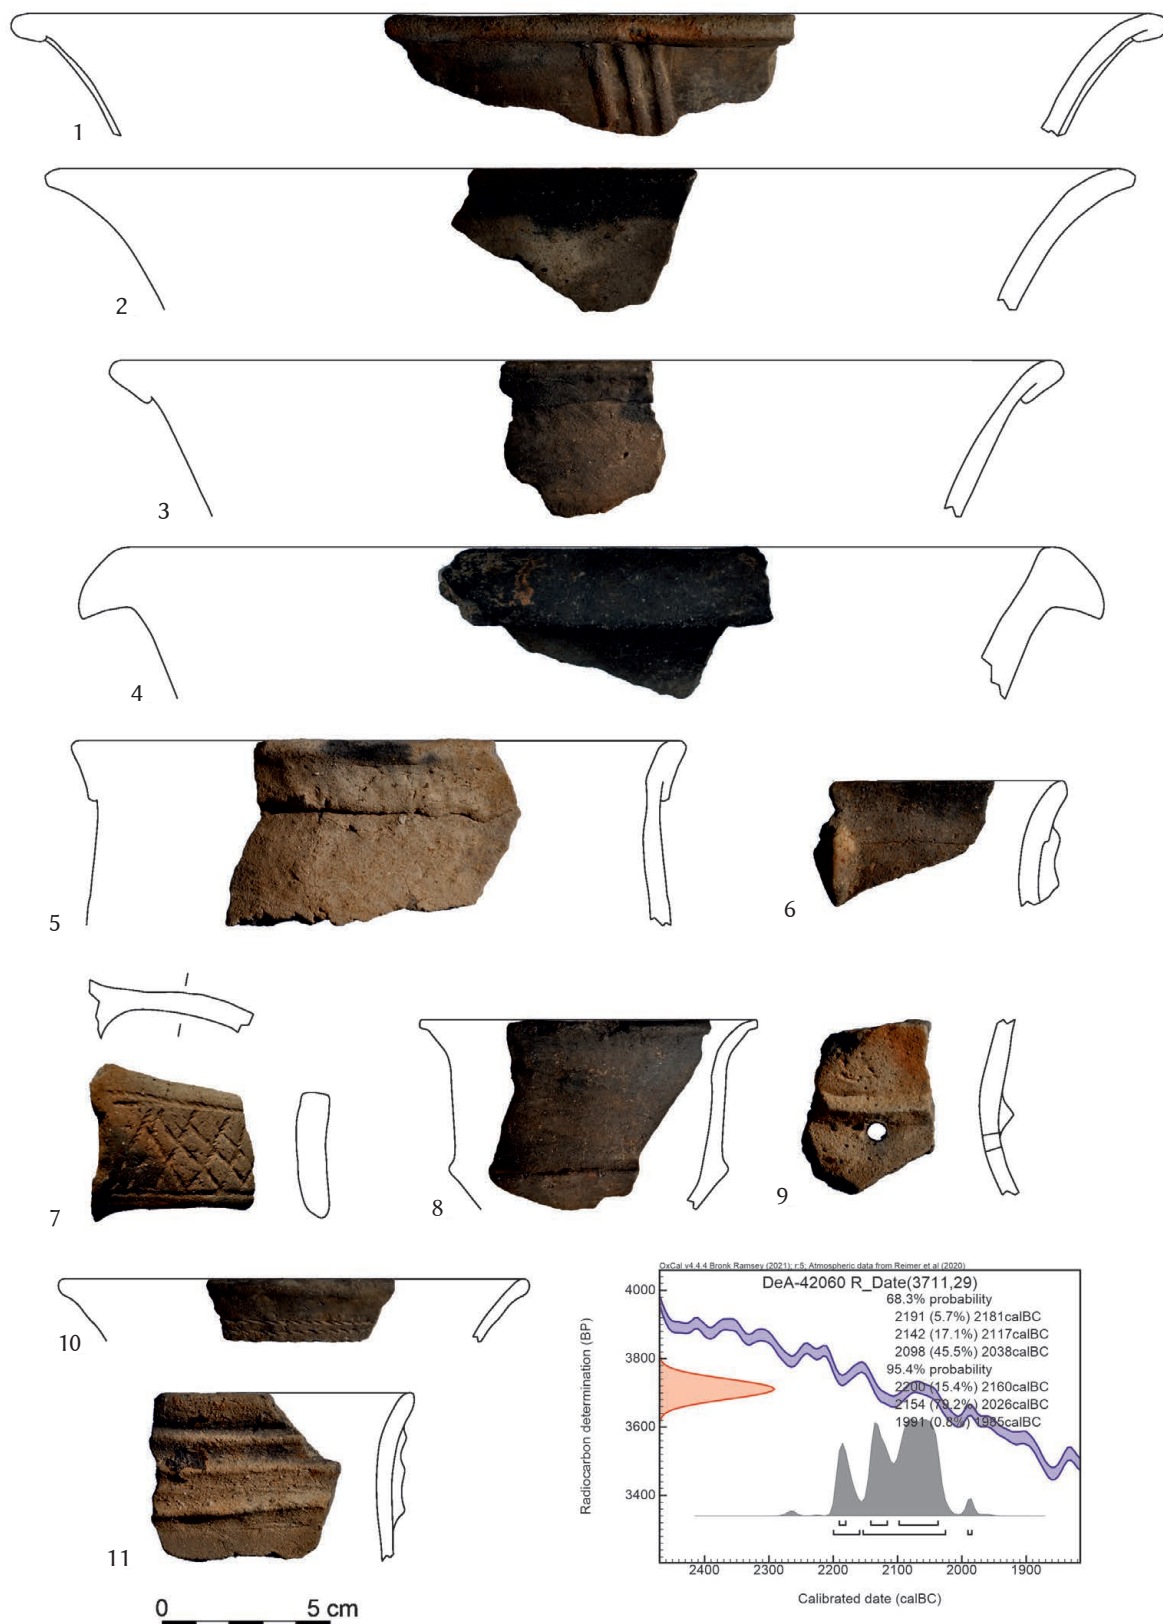 1
2
3
4
5
6
7
8
9
10
11
0 5 cm
OxCal v4.4.4 Bronk Ramsey (2021); r:5; Atmospheric data from Reimer et al (2020)
DeA-42060 R_Date(3711,29)
68.3% probability
2191 (5.7%) 2181calBC
2142 (17.1%) 2117calBC
2098 (45.5%) 2038calBC
95.4% probability
2200 (15.4%) 2160calBC
2154 (79.2%) 2026calBC
1991 (0.8%) 1985calBC
Radiocarbon determination (BP)
4000
3800
3600
3400
2400 2300 2200 2100 2000 1900
Calibrated date (calBC)